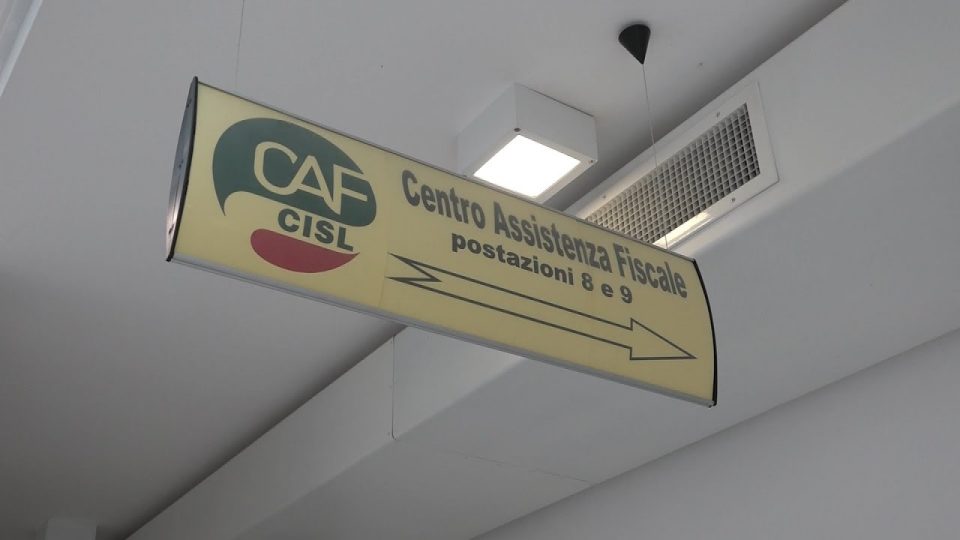 CAF
CISL
Centro Assistenza Fiscale
postazioni 8 e 9